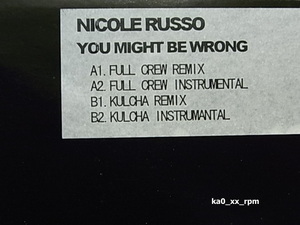 NICOLE RUSSO
YOU MIGHT BE WRONG
A1. FULL CREW REMIX
A2. FULL CREW INSTRUMENTAL
B1. KULCHA REMIX
B2. KULCHA INSTRUMANTAL
ka0_xx_rpm